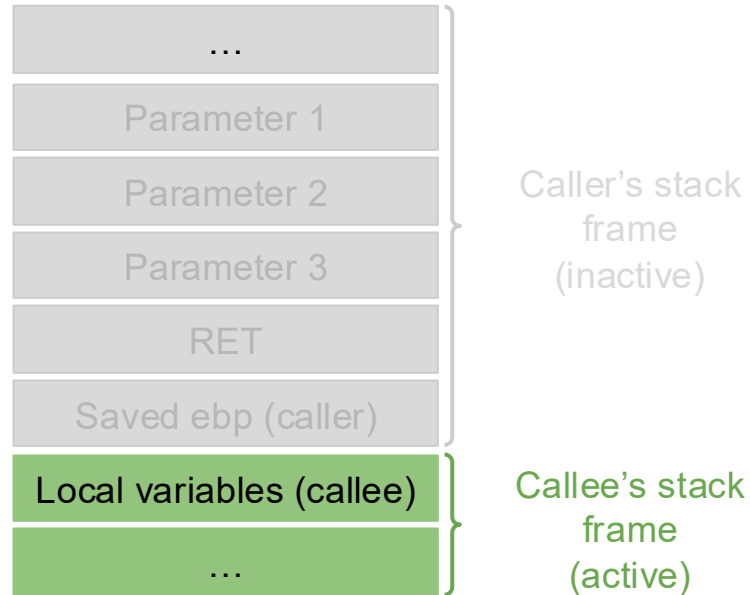 …
Parameter 1
Parameter 2
Parameter 3
RET
Saved ebp (caller)
Caller’s stack
frame
(inactive)
Local variables (callee)
…
Callee’s stack
frame
(active)